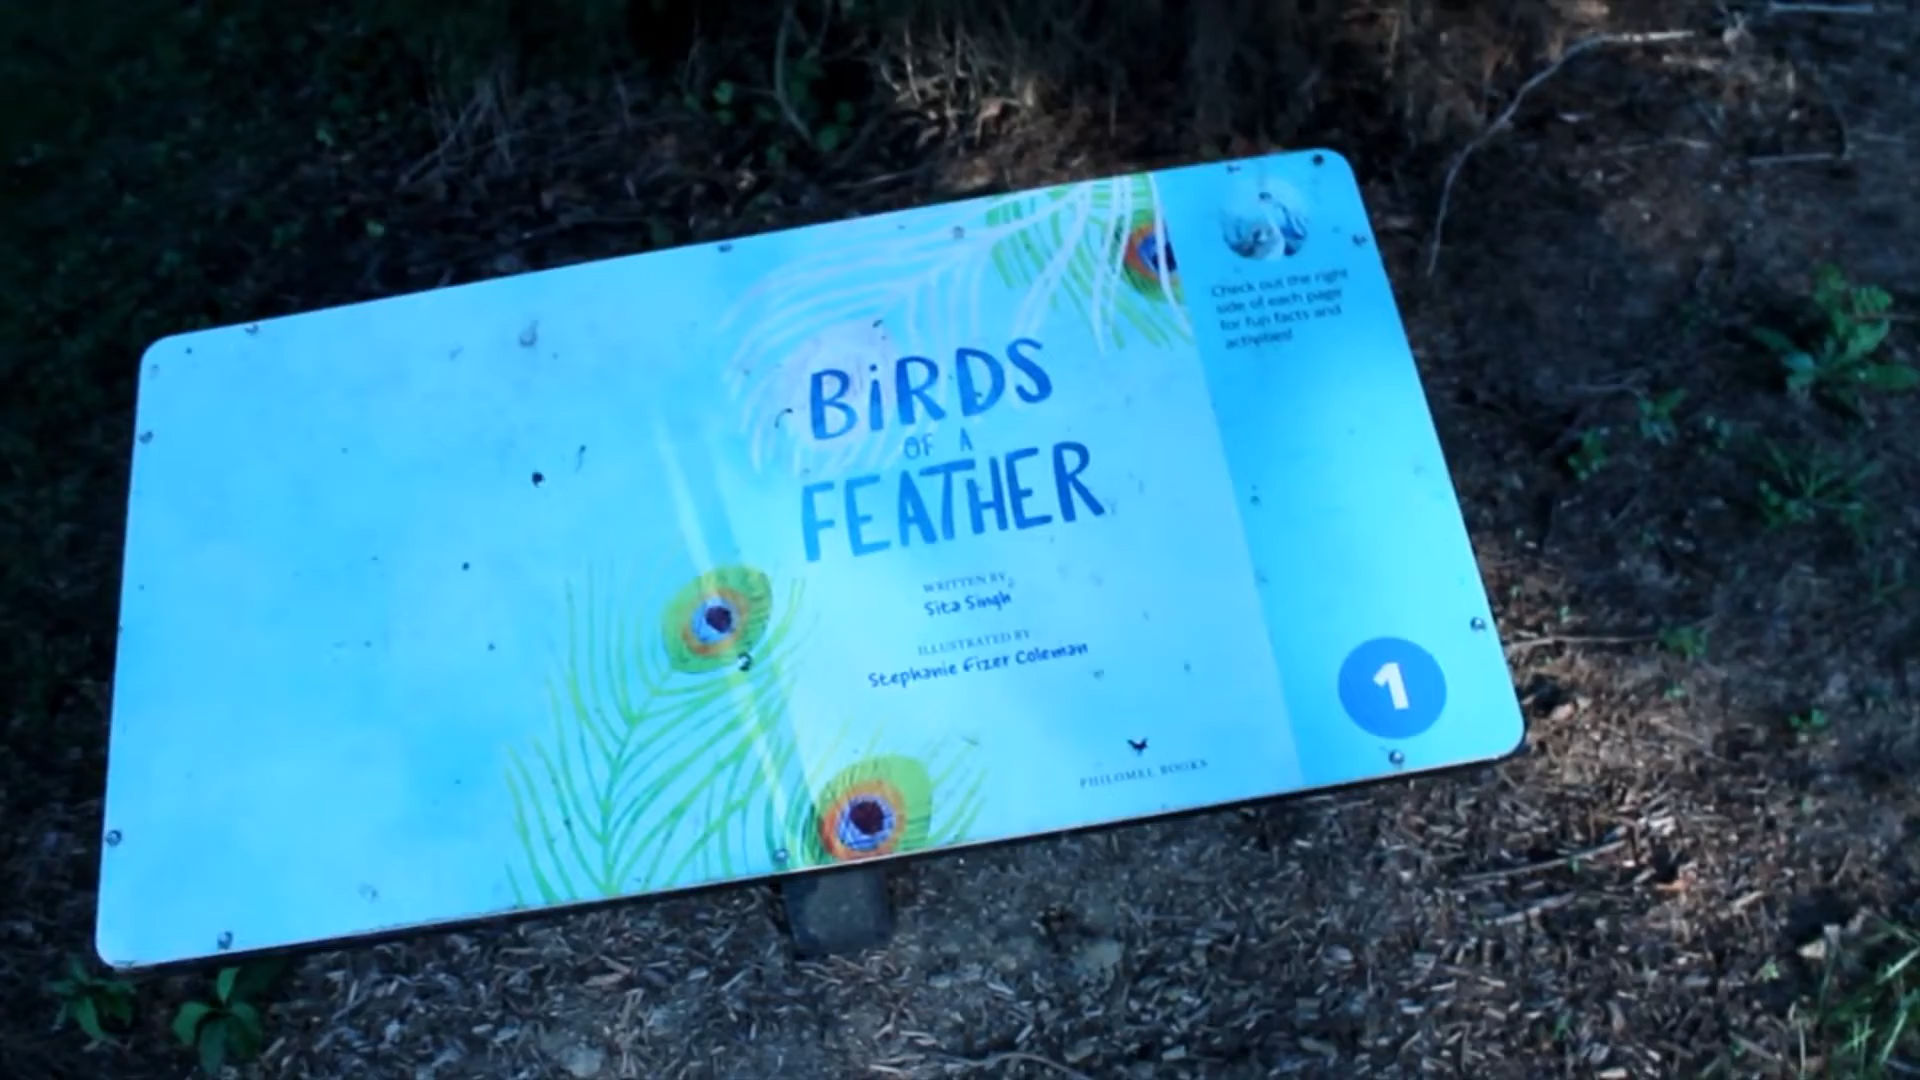 BiRDS
OF A
FEATHER
WRITTEN BY
Sita Singh
ILLUSTRATED BY
Stephanie Fizer Coleman
PHILOMEL BOOKS
Check out the right
side of each page
for fun facts and
activities!
1